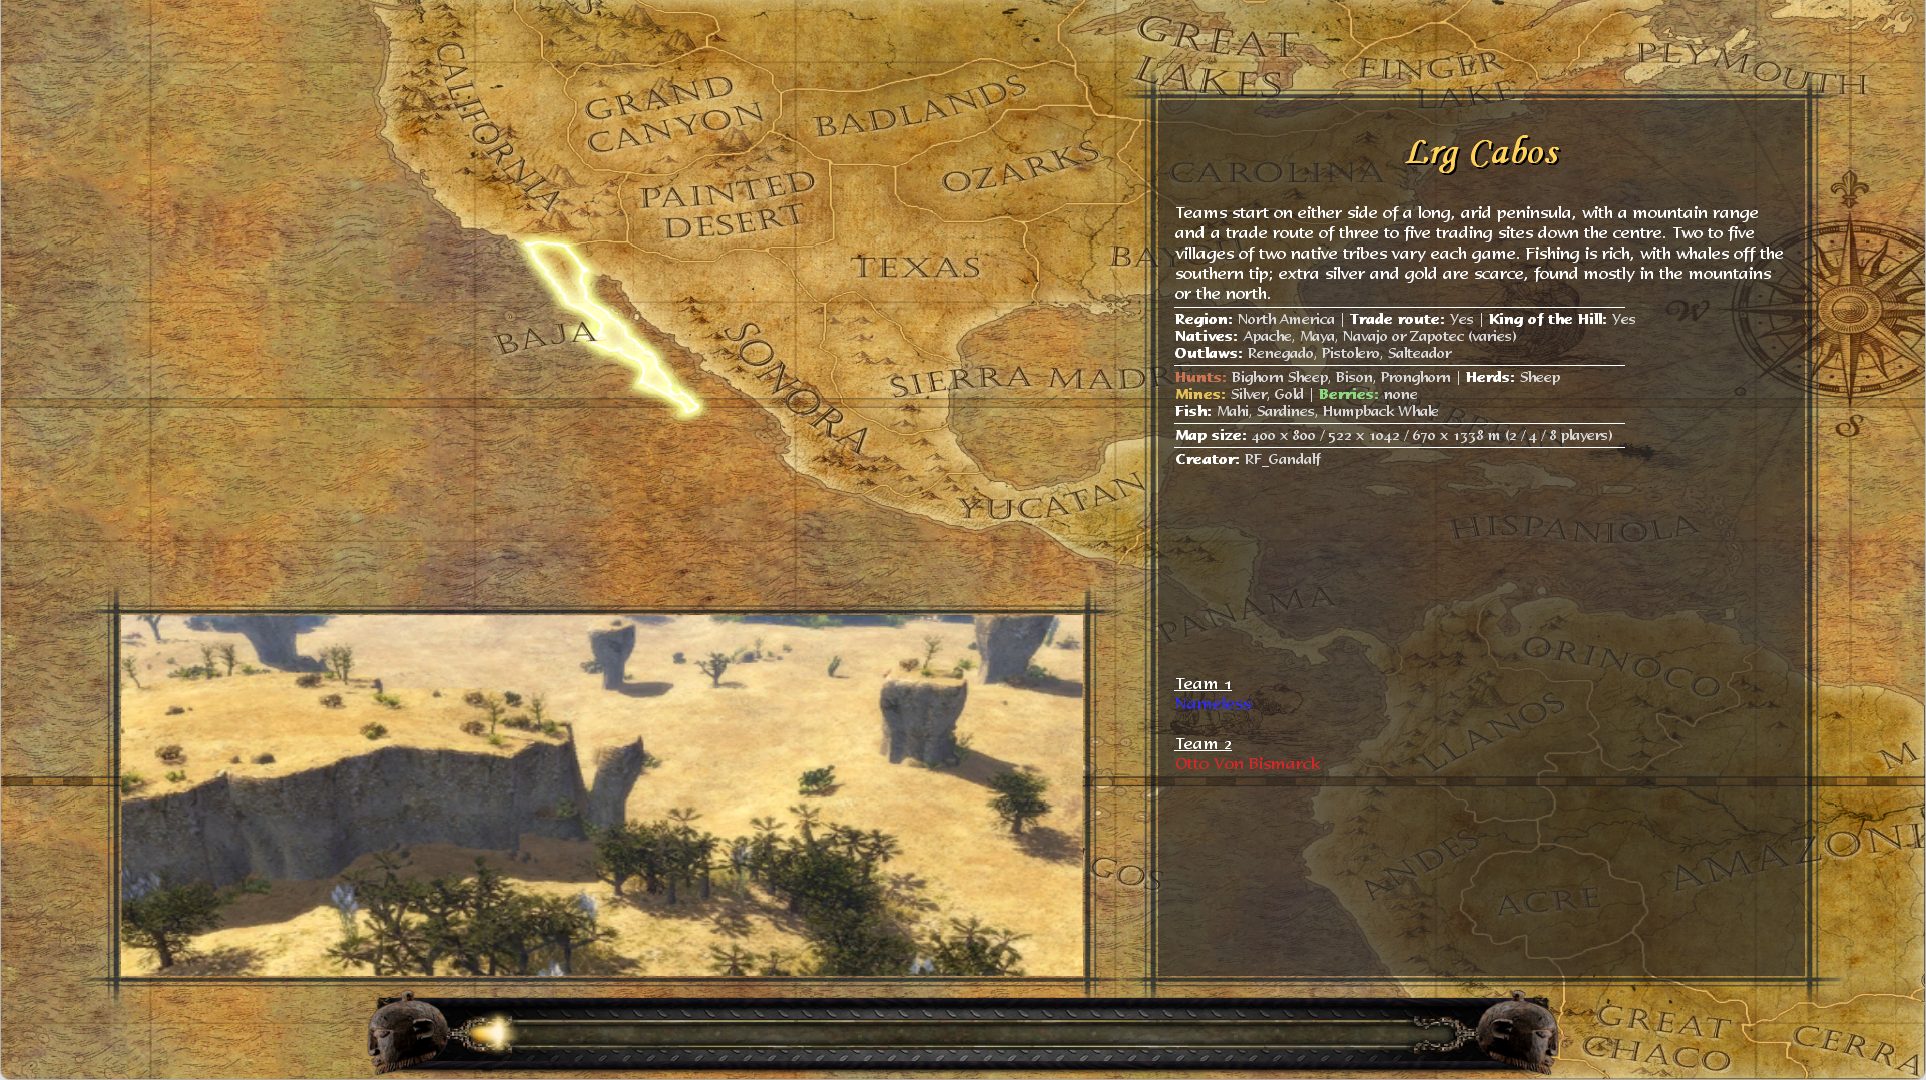 GREAT
LAKES
FINGER
LAKE
PLYMOUTH
CALIFORNIA
GRAND
CANYON
BADLANDS
OZARKS
CAROLINA
PAINTED
DESERT
TEXAS
BAJA
SONORA
SIERRA MADRE
YUCATAN
HISPANIOLA
PANAMA
ORINOCO
LLANOS
ANDES
ACRE
AMAZONI
GOS
GREAT
CHACO
CERRA
W
S
Lrg Cabos
Teams start on either side of a long, arid peninsula, with a mountain range
and a trade route of three to five trading sites down the centre. Two to five
villages of two native tribes vary each game. Fishing is rich, with whales off the
southern tip; extra silver and gold are scarce, found mostly in the mountains
or the north.
Region: North America | Trade route: Yes | King of the Hill: Yes
Natives: Apache, Maya, Navajo or Zapotec (varies)
Outlaws: Renegado, Pistolero, Salteador
Hunts: Bighorn Sheep, Bison, Pronghorn | Herds: Sheep
Mines: Silver, Gold | Berries: none
Fish: Mahi, Sardines, Humpback Whale
Map size: 400 x 800 / 522 x 1042 / 670 x 1338 m (2 / 4 / 8 players)
Creator: RF_Gandalf
Team 1
Nameless
Team 2
Otto Von Bismarck